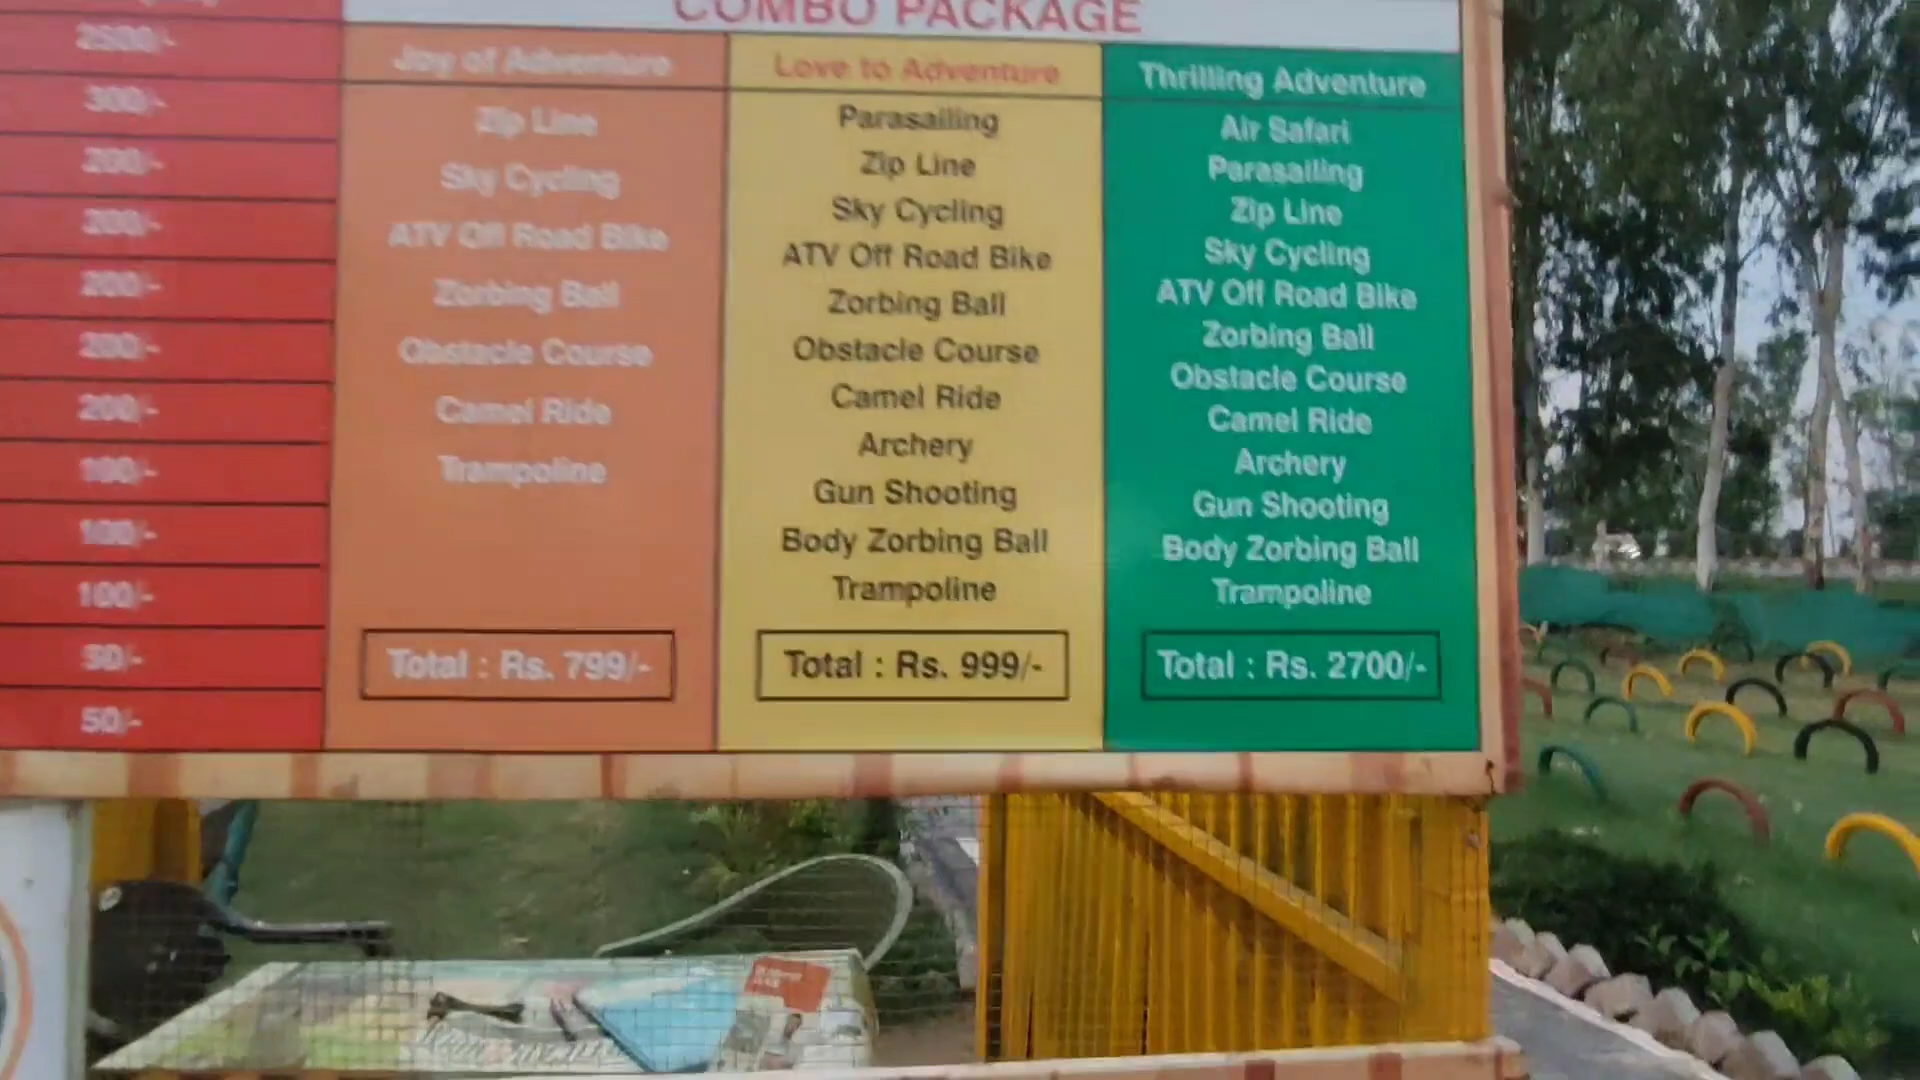 COMBO PACKAGE
2500/-
300/-
200/-
200/-
200/-
200/-
200/-
100/-
100/-
100/-
50/-
Joy of Adventure
Zip Line
Sky Cycling
ATV Off Road Bike
Zorbing Ball
Obstacle Course
Camel Ride
Trampoline
Total : Rs. 799/-
Love to Adventure
Parasailing
Zip Line
Sky Cycling
ATV Off Road Bike
Zorbing Ball
Obstacle Course
Camel Ride
Archery
Gun Shooting
Body Zorbing Ball
Trampoline
Total : Rs. 999/-
Thrilling Adventure
Air Safari
Parasailing
Zip Line
Sky Cycling
ATV Off Road Bike
Zorbing Ball
Obstacle Course
Camel Ride
Archery
Gun Shooting
Body Zorbing Ball
Trampoline
Total : Rs. 2700/-